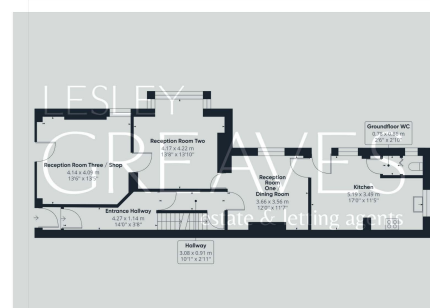 LESLEY
GREAVES
estate & letting agents
Groundfloor WC
Reception Room Two
4.17 x 4.22 m
13'8" x 13'10"
Reception Room Three / Shop
4.14 x 4.09 m
13'6" x 13'5"
Reception
Room
One /
Dining Room
3.66 x 3.56 m
12'0" x 11'7"
Kitchen
5.19 x 3.49 m
17'0" x 11'5"
Entrance Hallway
4.27 x 1.14 m
14'0" x 3'9"
Hallway
3.08 x 0.91 m
10'1" x 2'11"